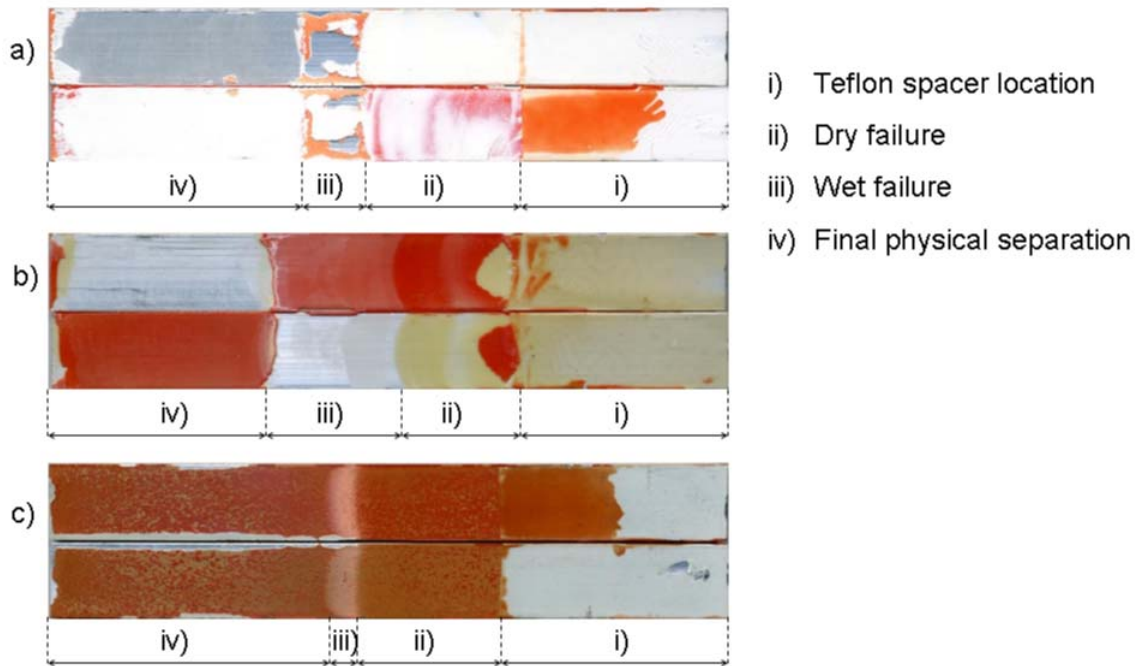 a)
iv) iii) ii) i)
b)
iv) iii) ii) i)
c)
iv) iii) ii) i)
i) Teflon spacer location
ii) Dry failure
iii) Wet failure
iv) Final physical separation